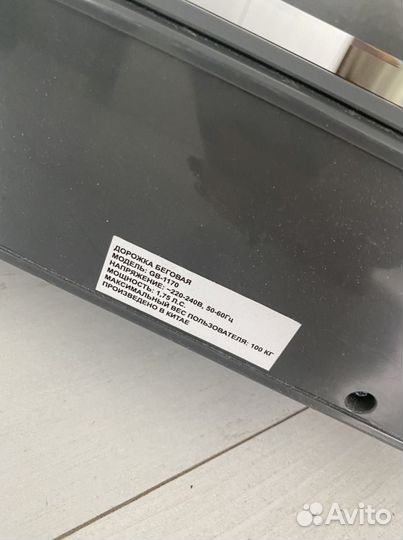 ДОРОЖКА БЕГОВАЯ
МОДЕЛЬ: GB-1170
НАПРЯЖЕНИЕ: ~220-240В, 50-60Гц
МОЩНОСТЬ: 1,75 Л.С.
МАКСИМАЛЬНЫЙ ВЕС ПОЛЬЗОВАТЕЛЯ: 100 КГ
ПРОИЗВЕДЕНО В КИТАЕ
Avito